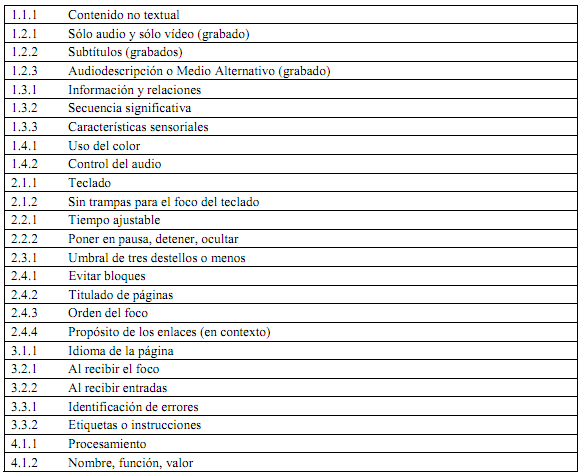 1.1.1 Contenido no textual
1.2.1 Sólo audio y sólo vídeo (grabado)
1.2.2 Subtítulos (grabados)
1.2.3 Audiodescripción o Medio Alternativo (grabado)
1.3.1 Información y relaciones
1.3.2 Secuencia significativa
1.3.3 Características sensoriales
1.4.1 Uso del color
1.4.2 Control del audio
2.1.1 Teclado
2.1.2 Sin trampas para el foco del teclado
2.2.1 Tiempo ajustable
2.2.2 Poner en pausa, detener, ocultar
2.3.1 Umbral de tres destellos o menos
2.4.1 Evitar bloques
2.4.2 Titulado de páginas
2.4.3 Orden del foco
2.4.4 Propósito de los enlaces (en contexto)
3.1.1 Idioma de la página
3.2.1 Al recibir el foco
3.2.2 Al recibir entradas
3.3.1 Identificación de errores
3.3.2 Etiquetas o instrucciones
4.1.1 Procesamiento
4.1.2 Nombre, función, valor